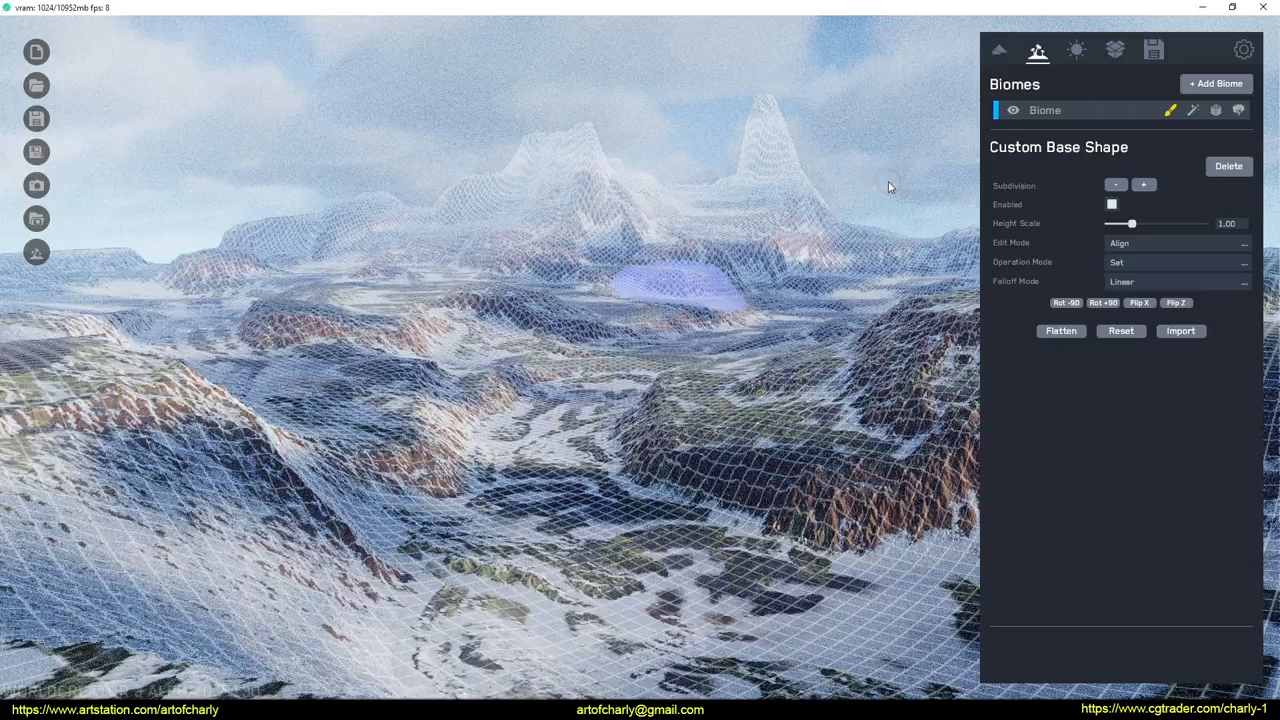 vram: 1024/10952mb fps: 8
Biomes
+ Add Biome
Biome
Custom Base Shape
Delete
Subdivision
-
+
Enabled
Height Scale
1.00
Edit Mode
Align
...
Operation Mode
Set
...
Falloff Mode
Linear
...
Rot -90
Rot +90
Flip X
Flip Z
Flatten
Reset
Import
https://www.artstation.com/artofcharly
artofcharly@gmail.com
https://www.cgtrader.com/charly-1